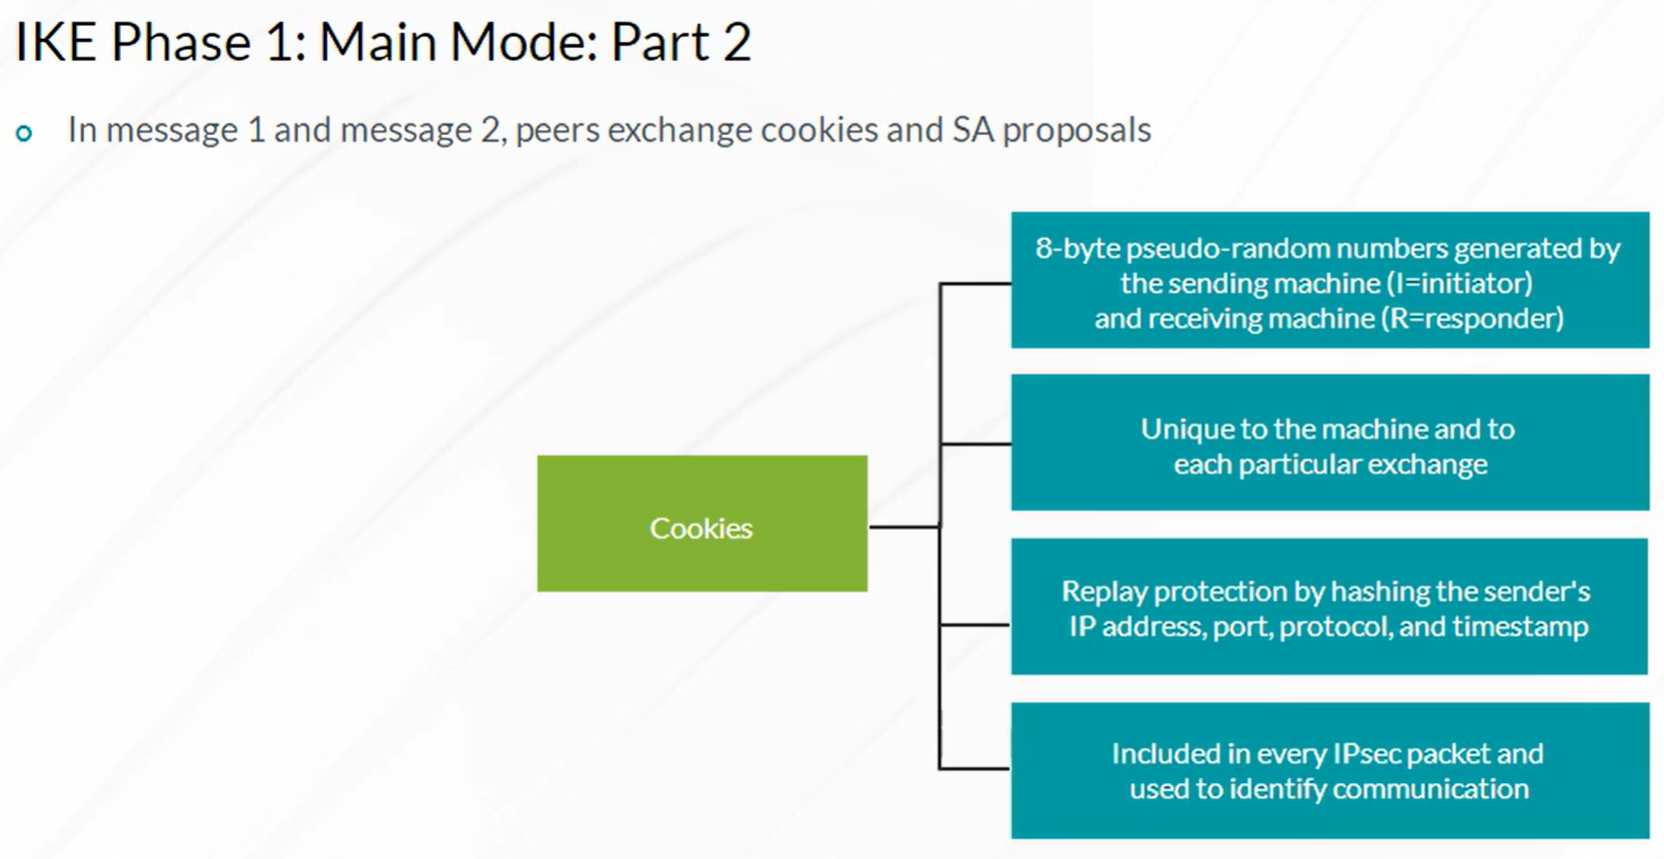 IKE Phase 1: Main Mode: Part 2
In message 1 and message 2, peers exchange cookies and SA proposals
Cookies
8-byte pseudo-random numbers generated by
the sending machine (I=initiator)
and receiving machine (R=responder)
Unique to the machine and to
each particular exchange
Replay protection by hashing the sender's
IP address, port, protocol, and timestamp
Included in every IPsec packet and
used to identify communication